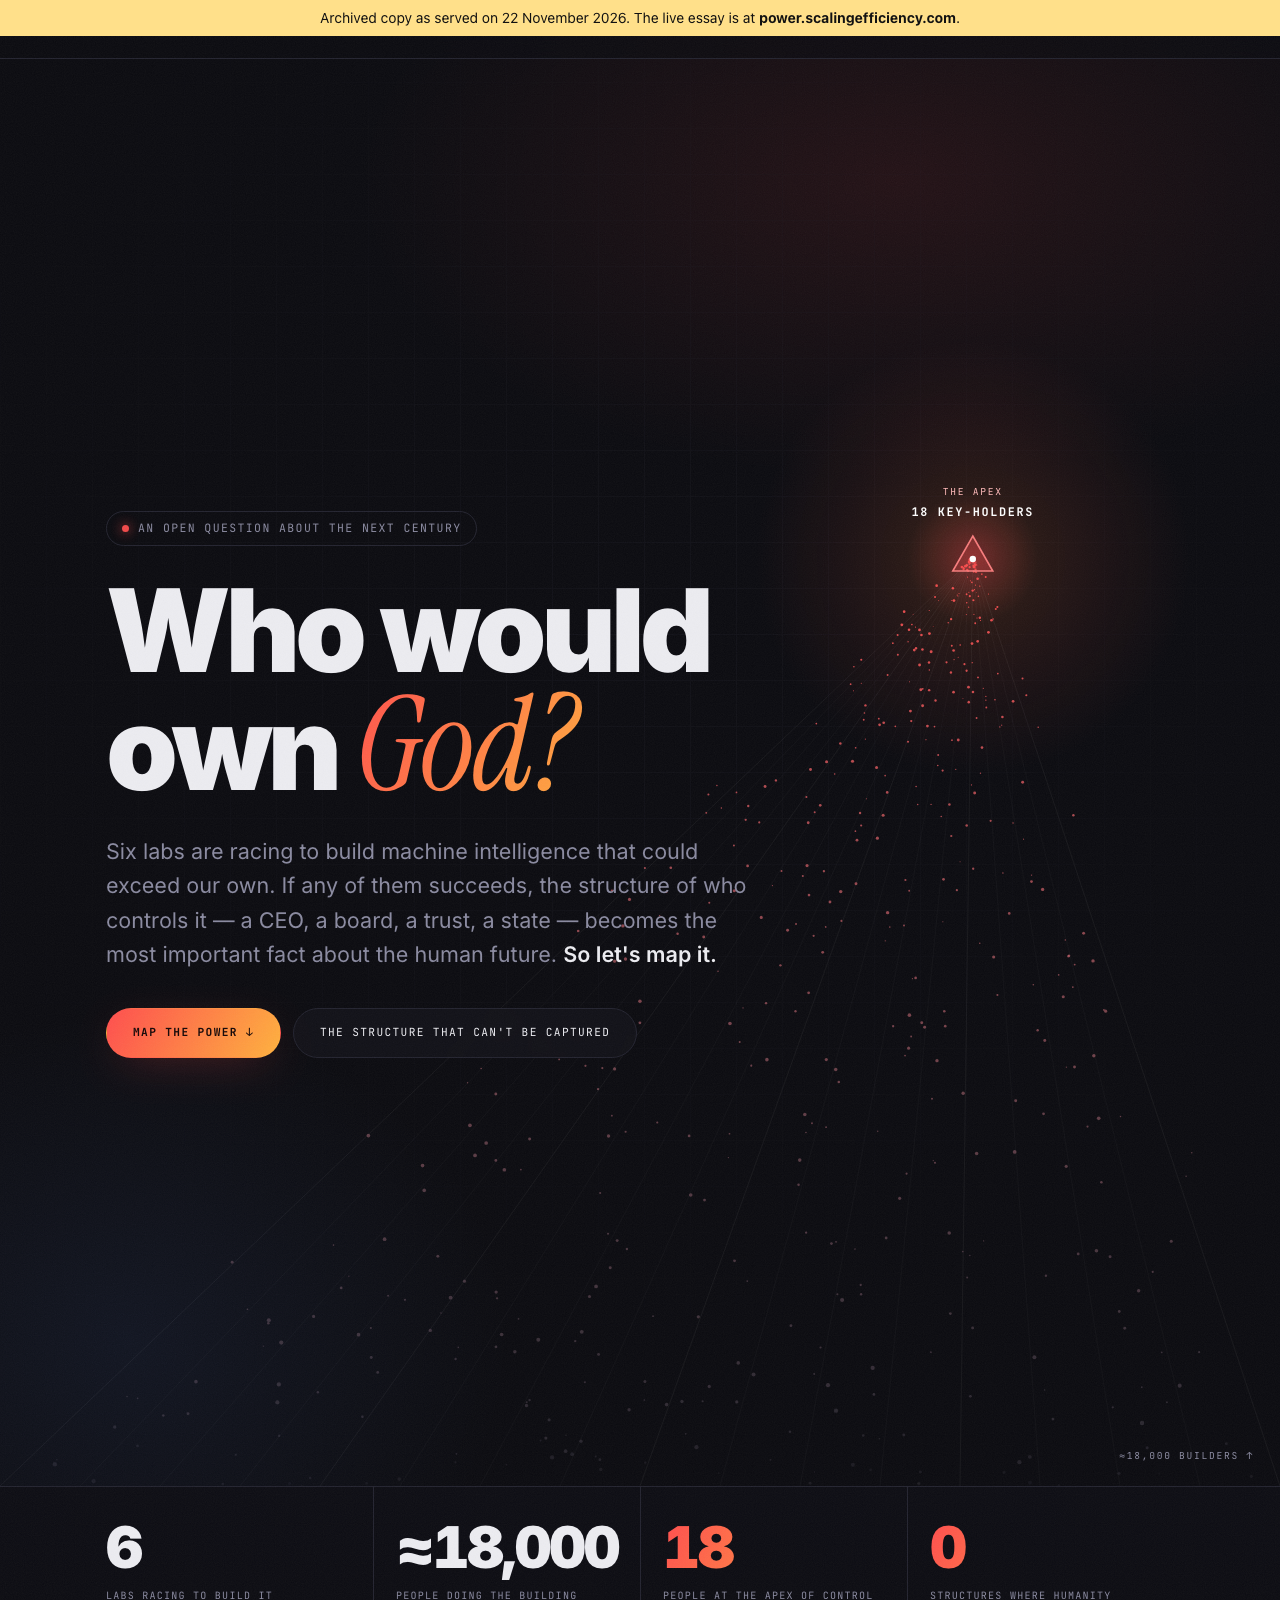 Archived copy as served on 22 November 2026. The live essay is at power.scalingefficiency.com.
THE APEX
18 KEY-HOLDERS
AN OPEN QUESTION ABOUT THE NEXT CENTURY
Who would
own God?
Six labs are racing to build machine intelligence that could
exceed our own. If any of them succeeds, the structure of who
controls it — a CEO, a board, a trust, a state — becomes the
most important fact about the human future. So let's map it.
MAP THE POWER ↓
THE STRUCTURE THAT CAN'T BE CAPTURED
≈18,000 BUILDERS ↑
6
LABS RACING TO BUILD IT
≈18,000
PEOPLE DOING THE BUILDING
18
PEOPLE AT THE APEX OF CONTROL
0
STRUCTURES WHERE HUMANITY